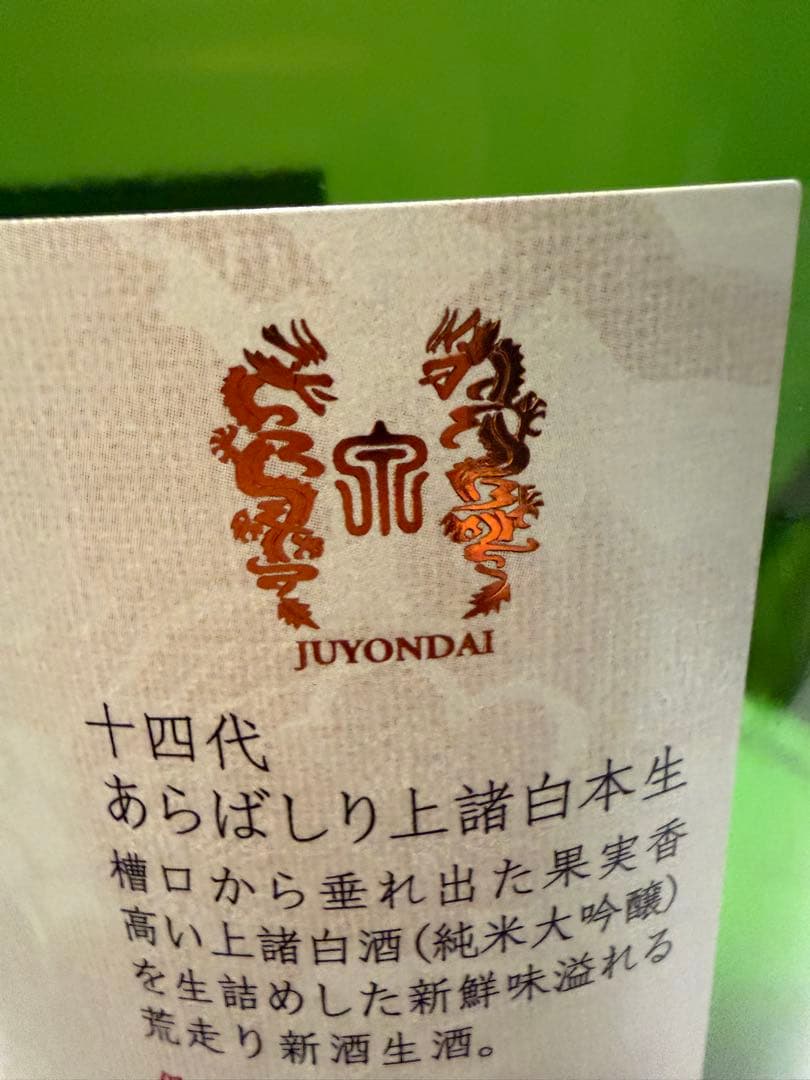 JUYONDAI
十四代
あらばしり上諸白本生
槽口から垂れ出た果実香
高い上諸白酒(純米大吟醸)
を生詰めした新鮮味溢れる
荒走り新酒生酒。